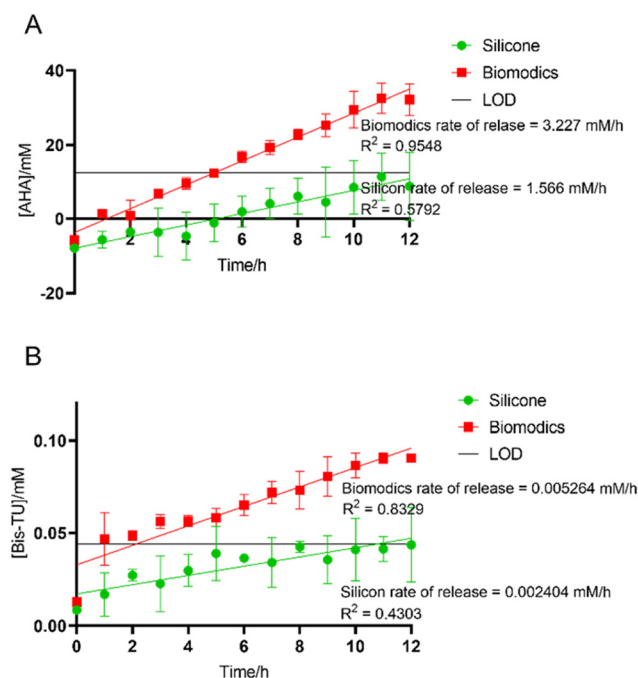 A
Silicone
Biomodics
LOD
40
20
0
-20
[AHA]/mM
Biomodics rate of relase = 3.227 mM/h
R² = 0.9548
Silicon rate of release = 1.566 mM/h
R² = 0.5792
2 4 6 8 10 12
Time/h
B
Silicone
Biomodics
LOD
0.10
0.05
0.00
[Bis-TU]/mM
Biomodics rate of release = 0.005264 mM/h
R² = 0.8329
Silicon rate of release = 0.002404 mM/h
R² = 0.4303
0 2 4 6 8 10 12
Time/h